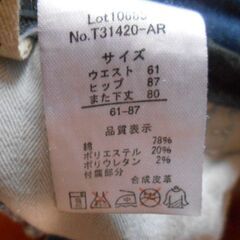 No.T31420-AR
サイズ
ウエスト 61
ヒップ 87
また下丈 80
61-87
品質表示
綿 78%
ポリエステル 20%
ポリウレタン 2%
付属部分
合成皮革